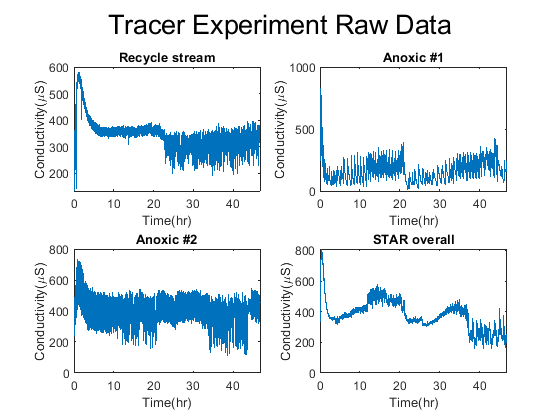 Tracer Experiment Raw Data
Recycle stream
Conductivity(μS)
600
500
400
300
200
0
10
20
30
40
Time(hr)
Anoxic #1
Conductivity(μS)
1000
500
0
0
10
20
30
40
Time(hr)
Anoxic #2
Conductivity(μS)
800
600
400
200
0
0
10
20
30
40
Time(hr)
STAR overall
Conductivity(μS)
800
600
400
200
0
0
10
20
30
40
Time(hr)